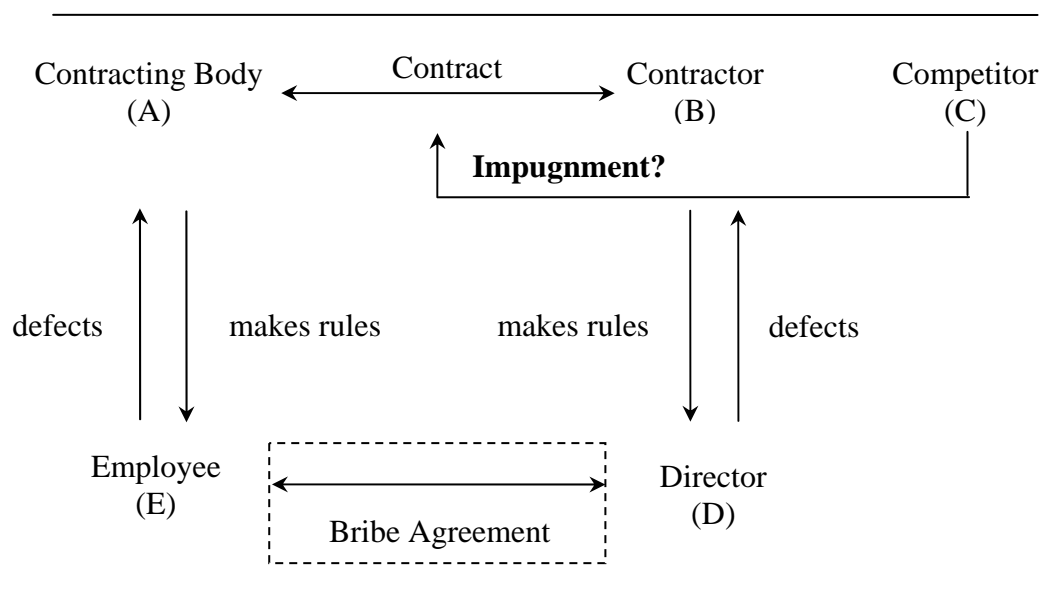 Contracting Body
(A)
Contract
Contractor
(B)
Competitor
(C)
Impugnment?
defects
makes rules
makes rules
defects
Employee
(E)
Bribe Agreement
Director
(D)